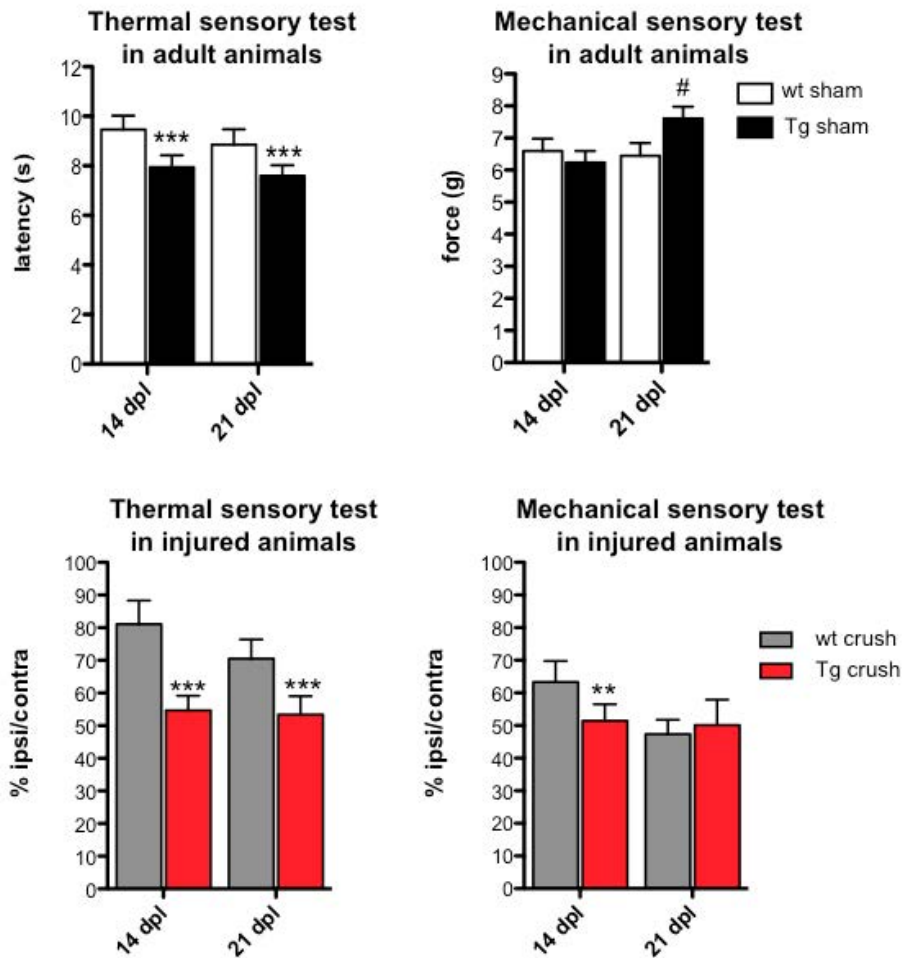 Thermal sensory test
in adult animals
12
10
8
6
4
2
0
latency (s)
***
***
14 dpl
21 dpl
Mechanical sensory test
in adult animals
9
8
7
6
5
4
3
2
1
0
force (g)
#
14 dpl
21 dpl
wt sham
Tg sham
Thermal sensory test
in injured animals
100
90
80
70
60
50
40
30
20
10
0
% ipsi/contra
***
***
14 dpl
21 dpl
Mechanical sensory test
in injured animals
100
90
80
70
60
50
40
30
20
10
0
% ipsi/contra
**
14 dpl
21 dpl
wt crush
Tg crush